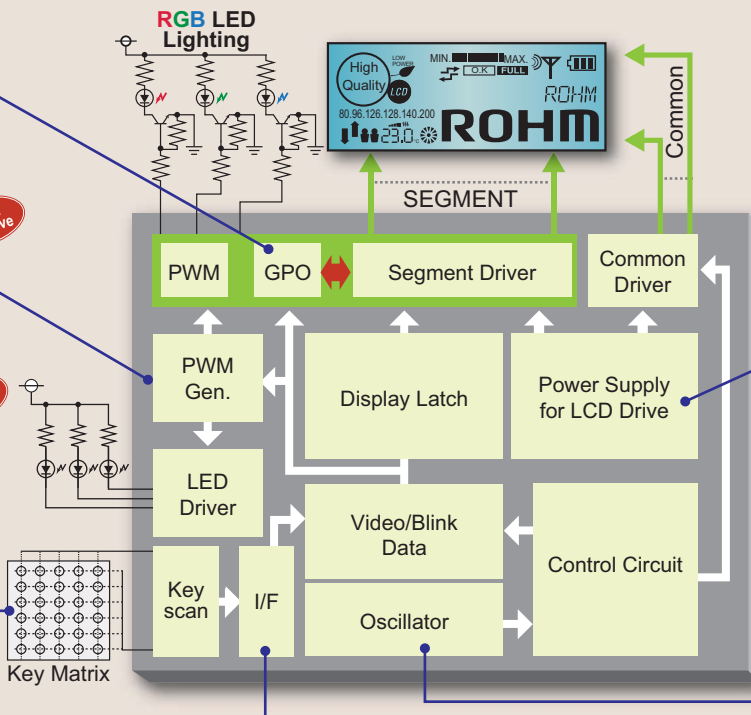 RGB LED
Lighting
High
Quality
LOW
POWER
LCD
MIN.
MAX.
O.K
FULL
ROHM
80.96.126.128.140.200
23.0
ROHM
Common
SEGMENT
ve
PWM
GPO
Segment Driver
Common
Driver
PWM
Gen.
Display Latch
Power Supply
for LCD Drive
LED
Driver
Video/Blink
Data
Control Circuit
Key
scan
I/F
Oscillator
Key Matrix